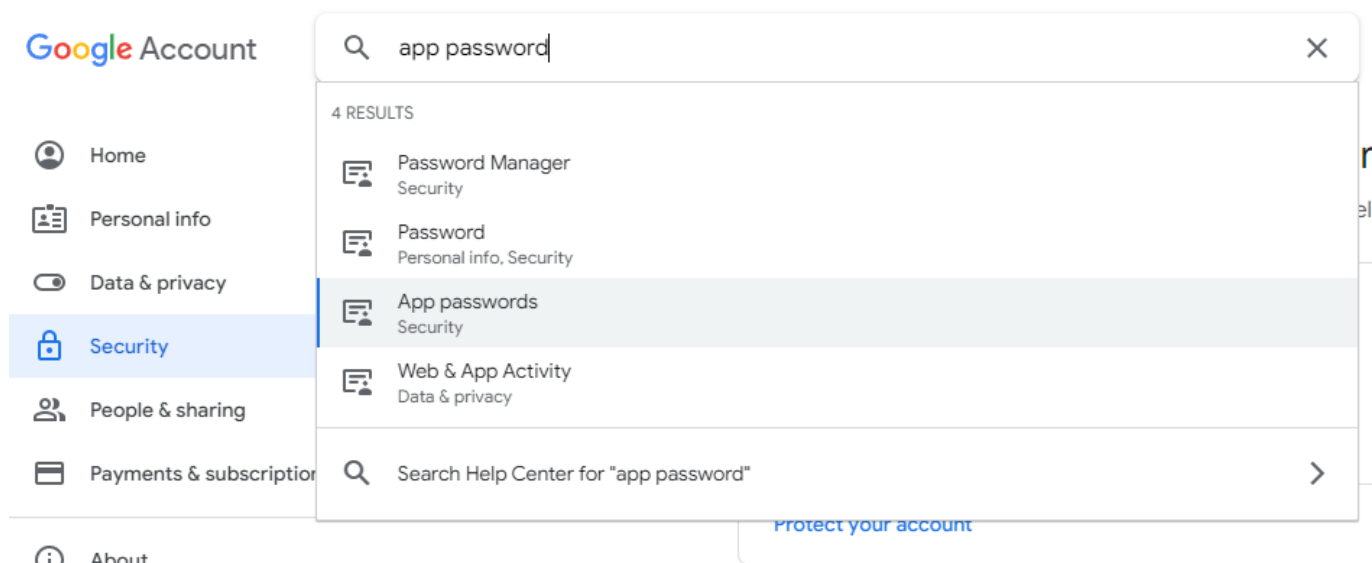 Google Account
app password
4 RESULTS
Password Manager
Security
Password
Personal info, Security
App passwords
Security
Web & App Activity
Data & privacy
Search Help Center for "app password"
Home
Personal info
Data & privacy
Security
People & sharing
Payments & subscription
About
Protect your account